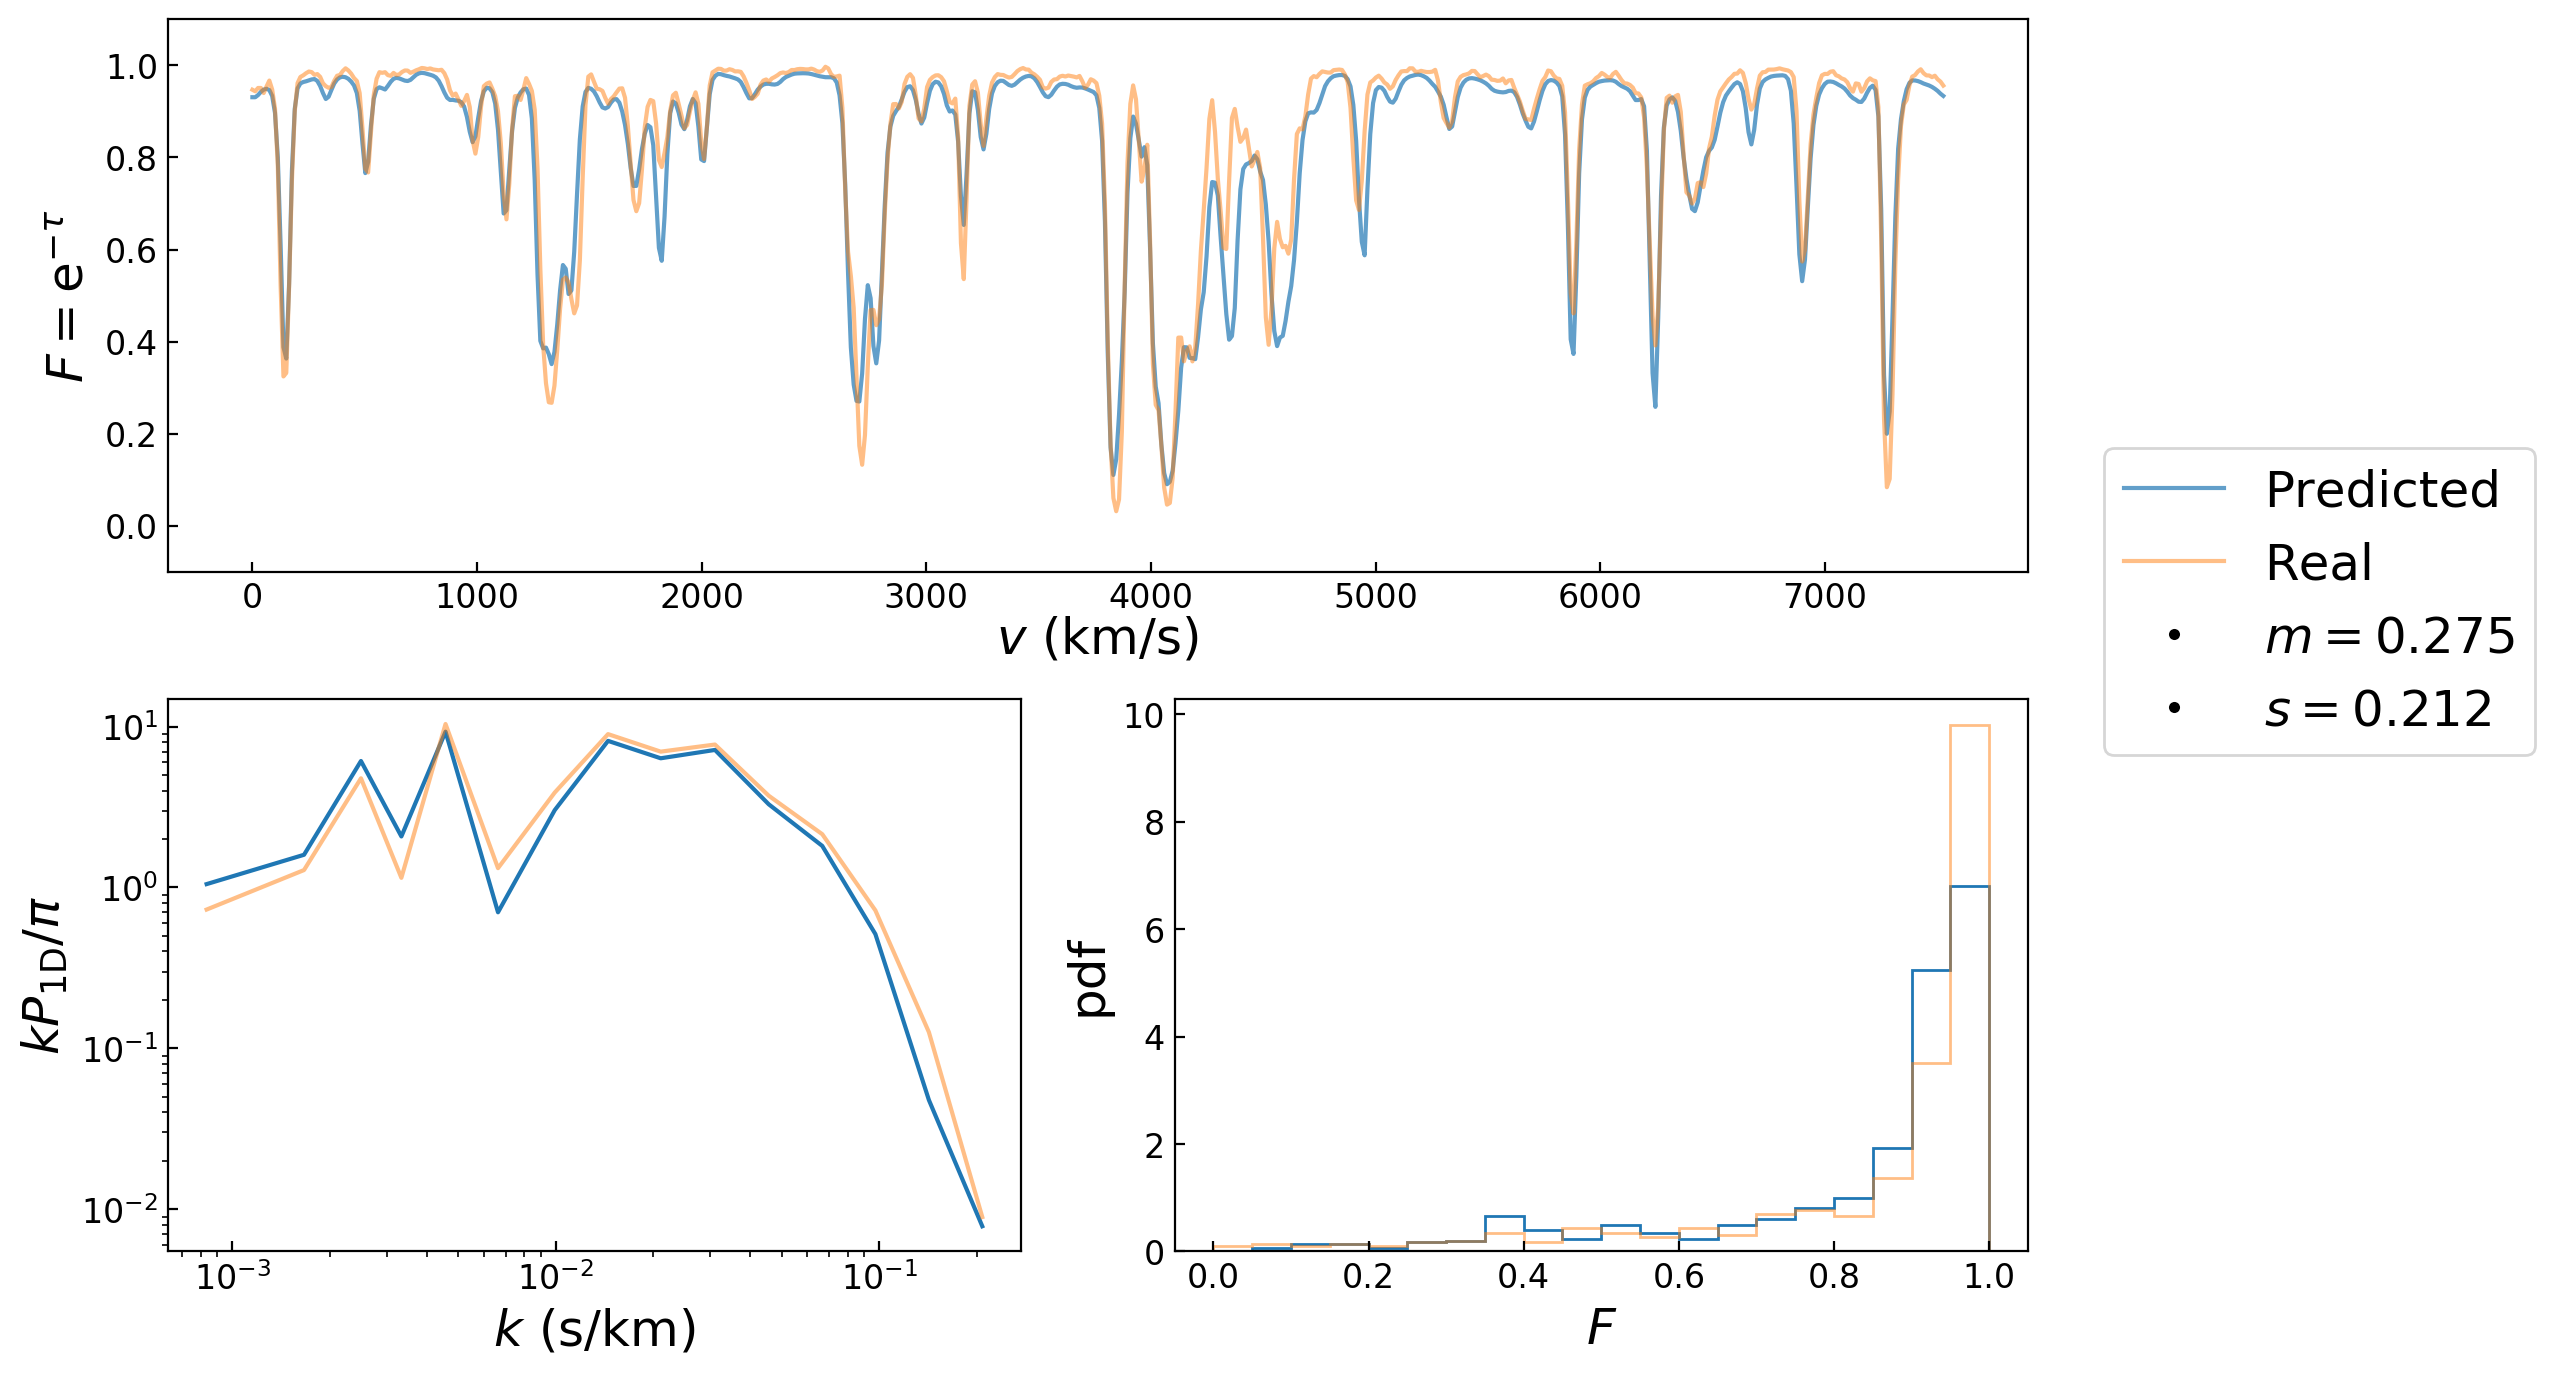 1.0
0.8
0.6
0.4
0.2
0.0
F = e^{−τ}
0 1000 2000 3000 4000 5000 6000 7000
v (km/s)
Predicted
Real
m = 0.275
s = 0.212
10^1
10^0
10^{−1}
10^{−2}
kP_{1D}/π
10^{−3} 10^{−2} 10^{−1}
k (s/km)
10
8
6
4
2
0
pdf
0.0 0.2 0.4 0.6 0.8 1.0
F